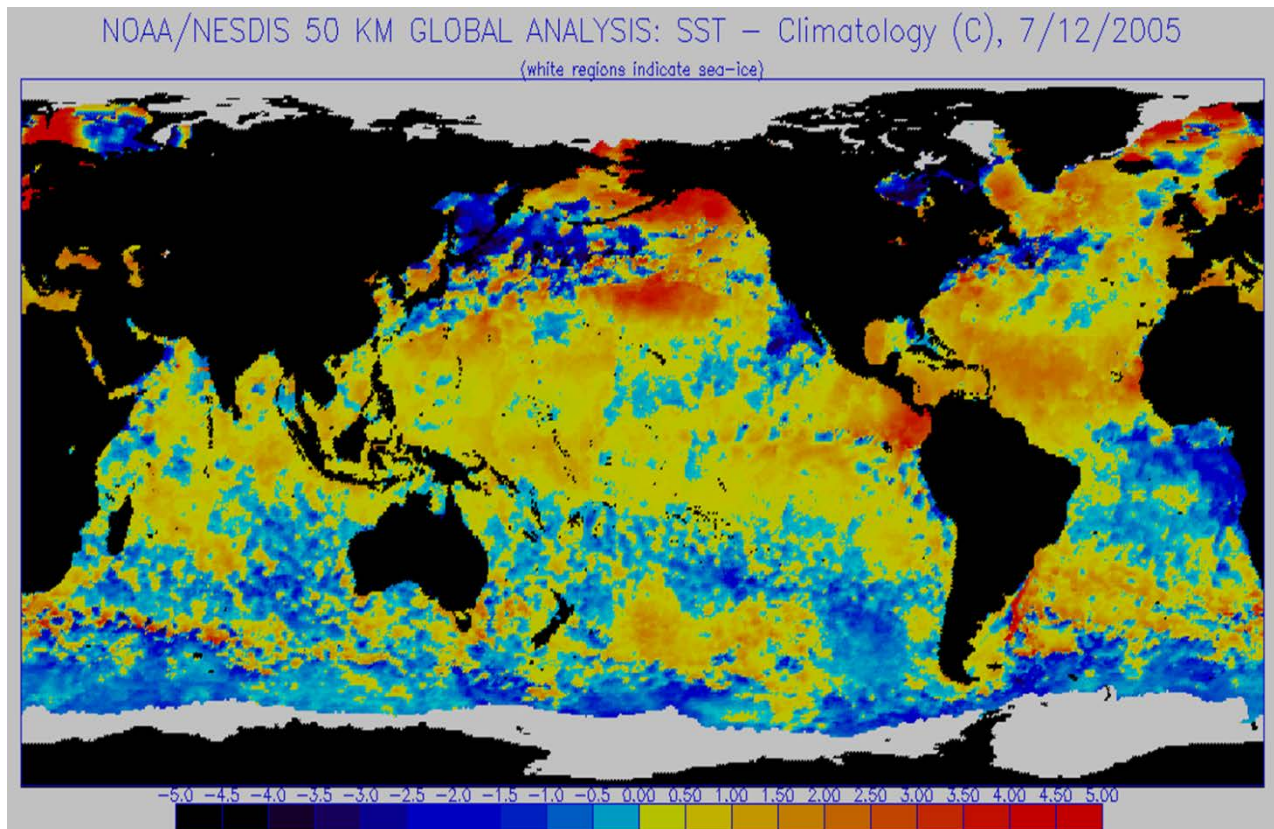 NOAA/NESDIS 50 KM GLOBAL ANALYSIS: SST - Climatology (C), 7/12/2005
(white regions indicate sea-ice)
-5.0 -4.5 -4.0 -3.5 -3.0 -2.5 -2.0 -1.5 -1.0 -0.5 0.00 0.50 1.00 1.50 2.00 2.50 3.00 3.50 4.00 4.50 5.00